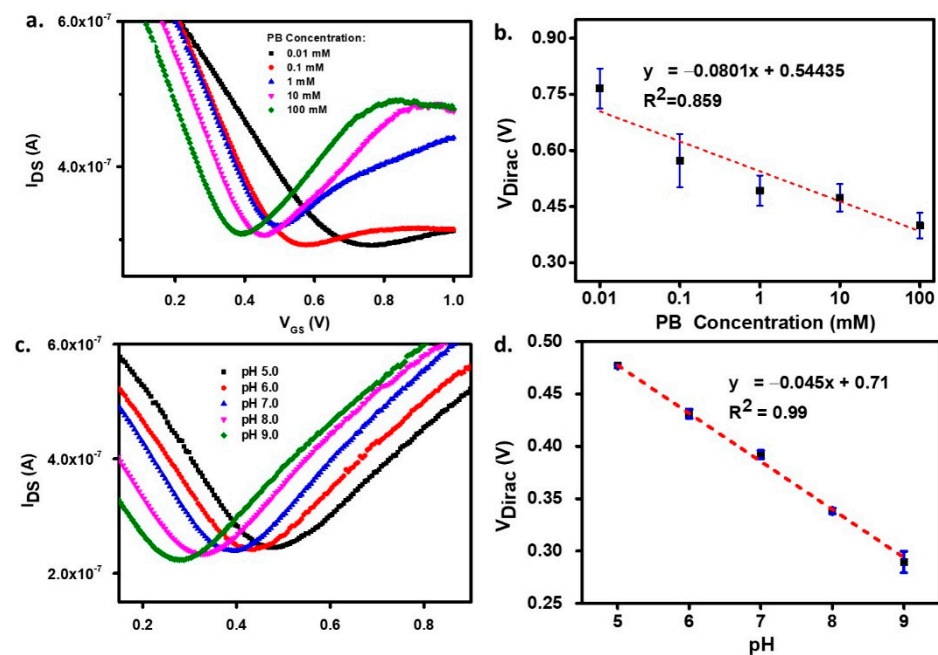 a.
6.0x10⁻⁷
4.0x10⁻⁷
I_DS (A)
PB Concentration:
0.01 mM
0.1 mM
1 mM
10 mM
100 mM
0.2 0.4 0.6 0.8 1.0
V_GS (V)
b.
0.90
0.75
0.60
0.45
0.30
V_Dirac (V)
y = −0.0801x + 0.54435
R²=0.859
0.01 0.1 1 10 100
PB Concentration (mM)
c.
6.0x10⁻⁷
4.0x10⁻⁷
2.0x10⁻⁷
I_DS (A)
pH 5.0
pH 6.0
pH 7.0
pH 8.0
pH 9.0
0.2 0.4 0.6 0.8
d.
0.50
0.45
0.40
0.35
0.30
0.25
V_Dirac (V)
y = −0.045x + 0.71
R² = 0.99
5 6 7 8 9
pH